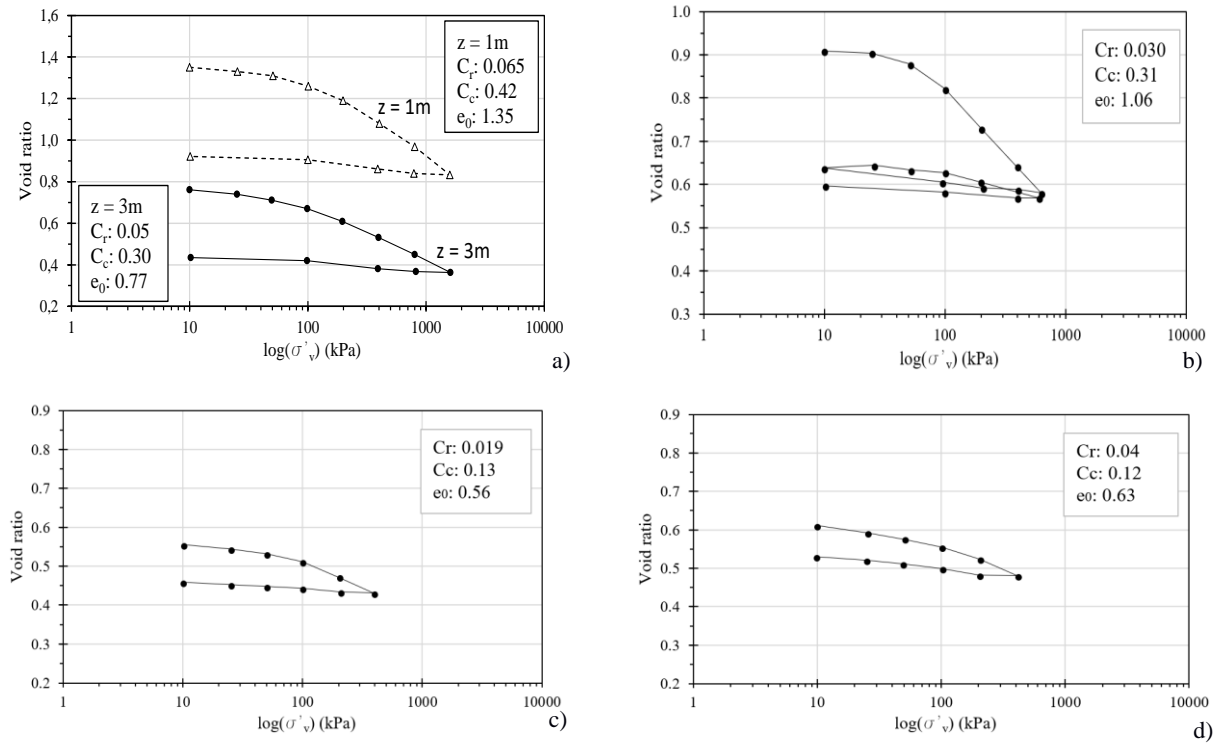 1,6
1,4
1,2
1,0
0,8
0,6
0,4
0,2
Void ratio
z = 1m
Cᵣ: 0.065
C꜀: 0.42
e₀: 1.35
z = 1m
z = 3m
Cᵣ: 0.05
C꜀: 0.30
e₀: 0.77
z = 3m
1 10 100 1000 10000
log(σ'ᵥ) (kPa)
a)
1.0
0.9
0.8
0.7
0.6
0.5
0.4
0.3
Void ratio
Cr: 0.030
Cc: 0.31
e0: 1.06
1 10 100 1000 10000
log(σ'ᵥ) (kPa)
b)
0.9
0.8
0.7
0.6
0.5
0.4
0.3
0.2
Void ratio
Cr: 0.019
Cc: 0.13
e0: 0.56
1 10 100 1000 10000
log(σ'ᵥ) (kPa)
c)
0.9
0.8
0.7
0.6
0.5
0.4
0.3
0.2
Void ratio
Cr: 0.04
Cc: 0.12
e0: 0.63
1 10 100 1000 10000
log(σ'ᵥ) (kPa)
d)